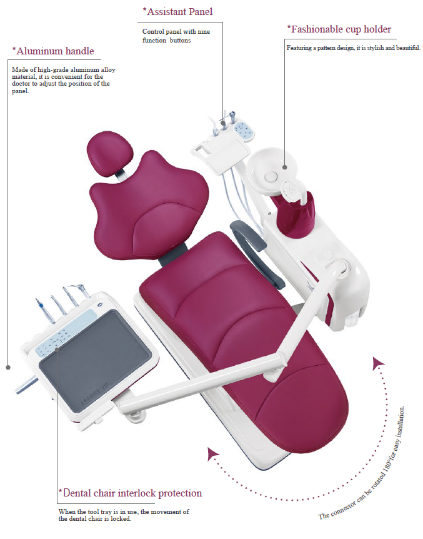 *Assistant Panel
Control panel with nine
function buttons
*Fashionable cup holder
Featuring a pattern design, it is stylish and beautiful.
*Aluminum handle
Made of high-grade aluminum alloy
material, it is convenient for the
doctor to adjust the position of the
panel.
The connector can be rotated 180°for easy installation.
*Dental chair interlock protection
When the tool tray is in use, the movement of
the dental chair is locked.